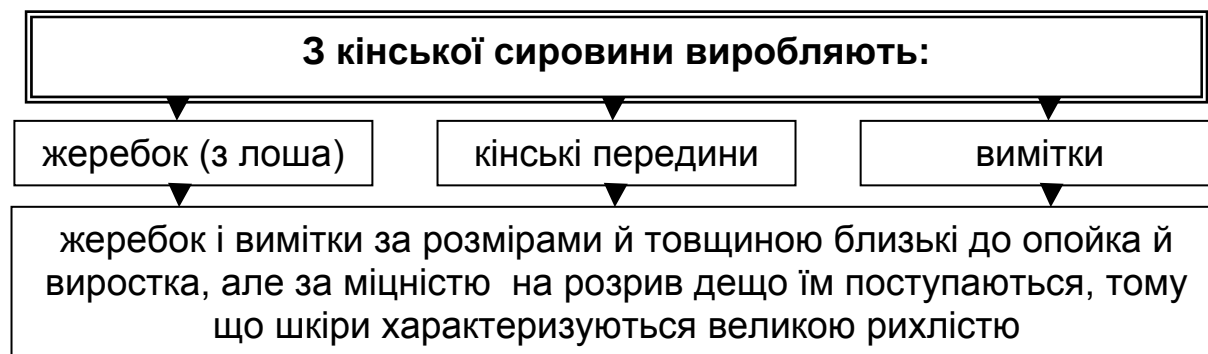 З кінської сировини виробляють:
жеребок (з лоша)
кінські передини
вимітки
жеребок і вимітки за розмірами й товщиною близькі до опойка й
виростка, але за міцністю на розрив дещо їм поступаються, тому
що шкіри характеризуються великою рихлістю